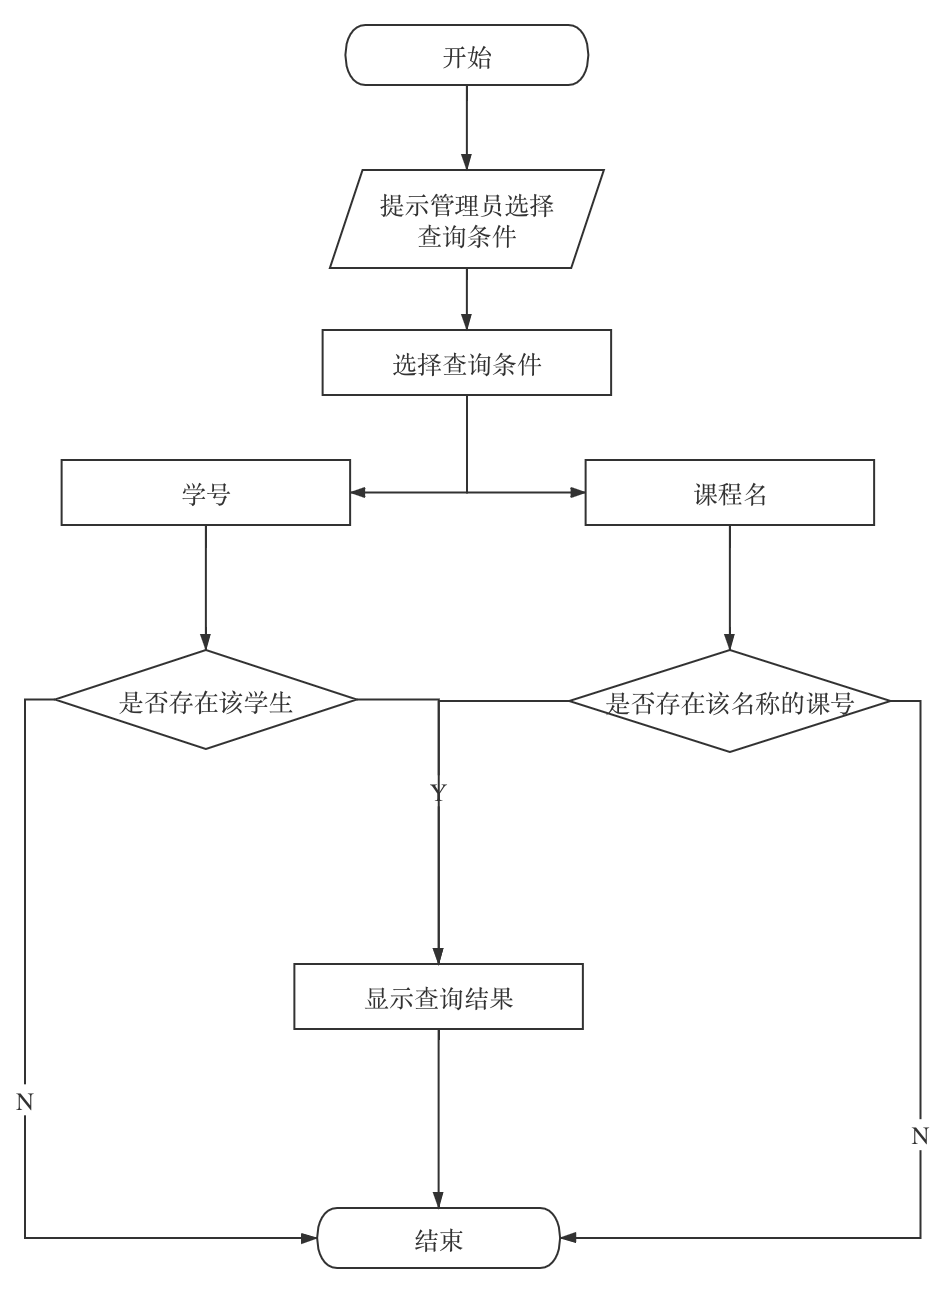 开始
提示管理员选择
查询条件
选择查询条件
学号
课程名
是否存在该学生
是否存在该名称的课号
Y
显示查询结果
N
N
结束